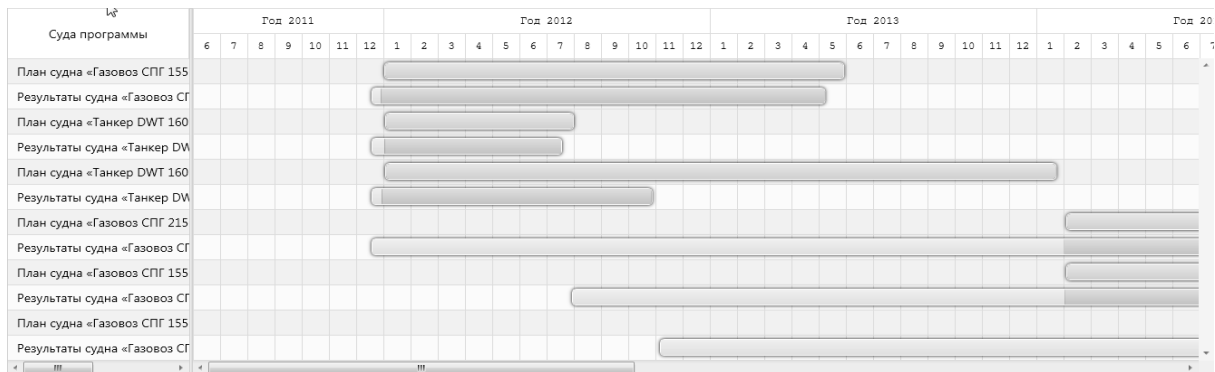 Год 2011 Год 2012 Год 2013 Год 20
Суда программы
6 7 8 9 10 11 12 1 2 3 4 5 6 7 8 9 10 11 12 1 2 3 4 5 6 7 8 9 10 11 12 1 2 3 4 5 6 7
План судна «Газовоз СПГ 155
Результаты судна «Газовоз СГ
План судна «Танкер DWT 160
Результаты судна «Танкер DW
План судна «Танкер DWT 160
Результаты судна «Танкер DW
План судна «Газовоз СПГ 215
Результаты судна «Газовоз СГ
План судна «Газовоз СПГ 155
Результаты судна «Газовоз СГ
План судна «Газовоз СПГ 155
Результаты судна «Газовоз СГ